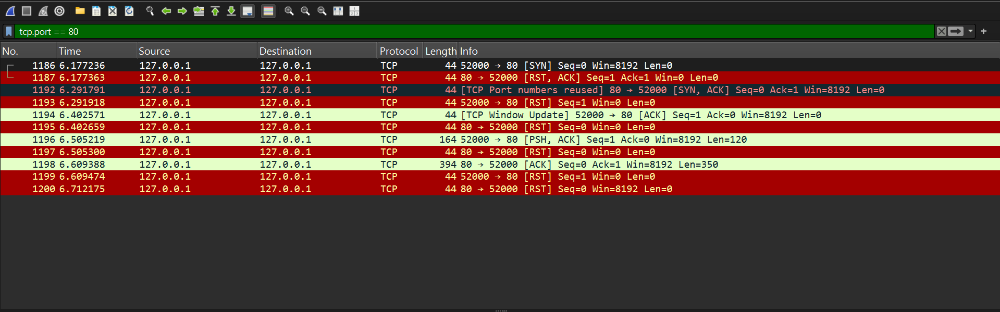 tcp.port == 80
No. Time Source Destination Protocol Length Info
1186 6.177236 127.0.0.1 127.0.0.1 TCP 44 52000 → 80 [SYN] Seq=0 Win=8192 Len=0
1187 6.177363 127.0.0.1 127.0.0.1 TCP 44 80 → 52000 [RST, ACK] Seq=1 Ack=1 Win=0 Len=0
1192 6.291791 127.0.0.1 127.0.0.1 TCP 44 [TCP Port numbers reused] 80 → 52000 [SYN, ACK] Seq=0 Ack=1 Win=8192 Len=0
1193 6.291918 127.0.0.1 127.0.0.1 TCP 44 52000 → 80 [RST] Seq=1 Win=0 Len=0
1194 6.402571 127.0.0.1 127.0.0.1 TCP 44 [TCP Window Update] 52000 → 80 [ACK] Seq=1 Ack=0 Win=8192 Len=0
1195 6.402659 127.0.0.1 127.0.0.1 TCP 44 80 → 52000 [RST] Seq=0 Win=0 Len=0
1196 6.505219 127.0.0.1 127.0.0.1 TCP 164 52000 → 80 [PSH, ACK] Seq=1 Ack=0 Win=8192 Len=120
1197 6.505300 127.0.0.1 127.0.0.1 TCP 44 80 → 52000 [RST] Seq=0 Win=0 Len=0
1198 6.609388 127.0.0.1 127.0.0.1 TCP 394 80 → 52000 [ACK] Seq=0 Ack=1 Win=8192 Len=350
1199 6.609474 127.0.0.1 127.0.0.1 TCP 44 52000 → 80 [RST] Seq=1 Win=0 Len=0
1200 6.712175 127.0.0.1 127.0.0.1 TCP 44 80 → 52000 [RST] Seq=0 Win=8192 Len=0